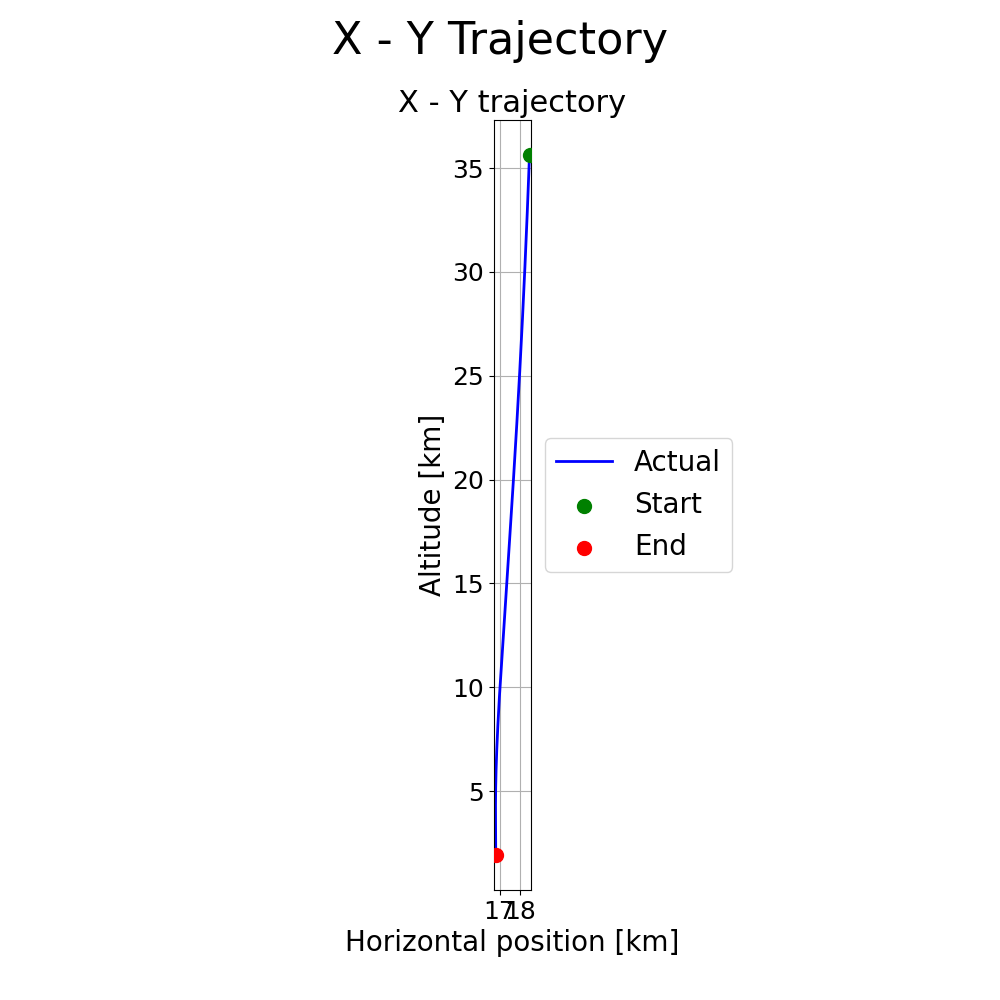 X - Y Trajectory
X - Y trajectory
35
30
25
20
15
10
5
Altitude [km]
17
18
Horizontal position [km]
Actual
Start
End